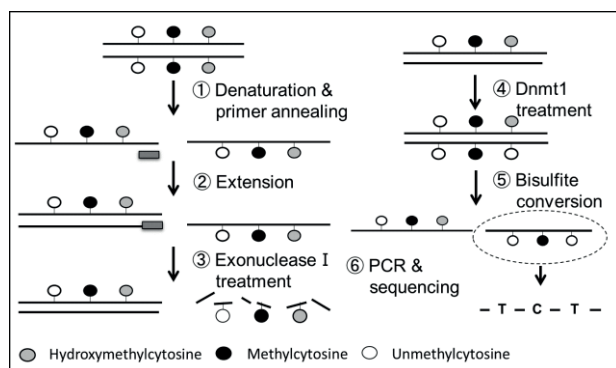 ① Denaturation &
primer annealing
② Extension
③ Exonuclease I
treatment
④ Dnmt1
treatment
⑤ Bisulfite
conversion
⑥ PCR &
sequencing
– T – C – T –
Hydroxymethylcytosine
Methylcytosine
Unmethylcytosine